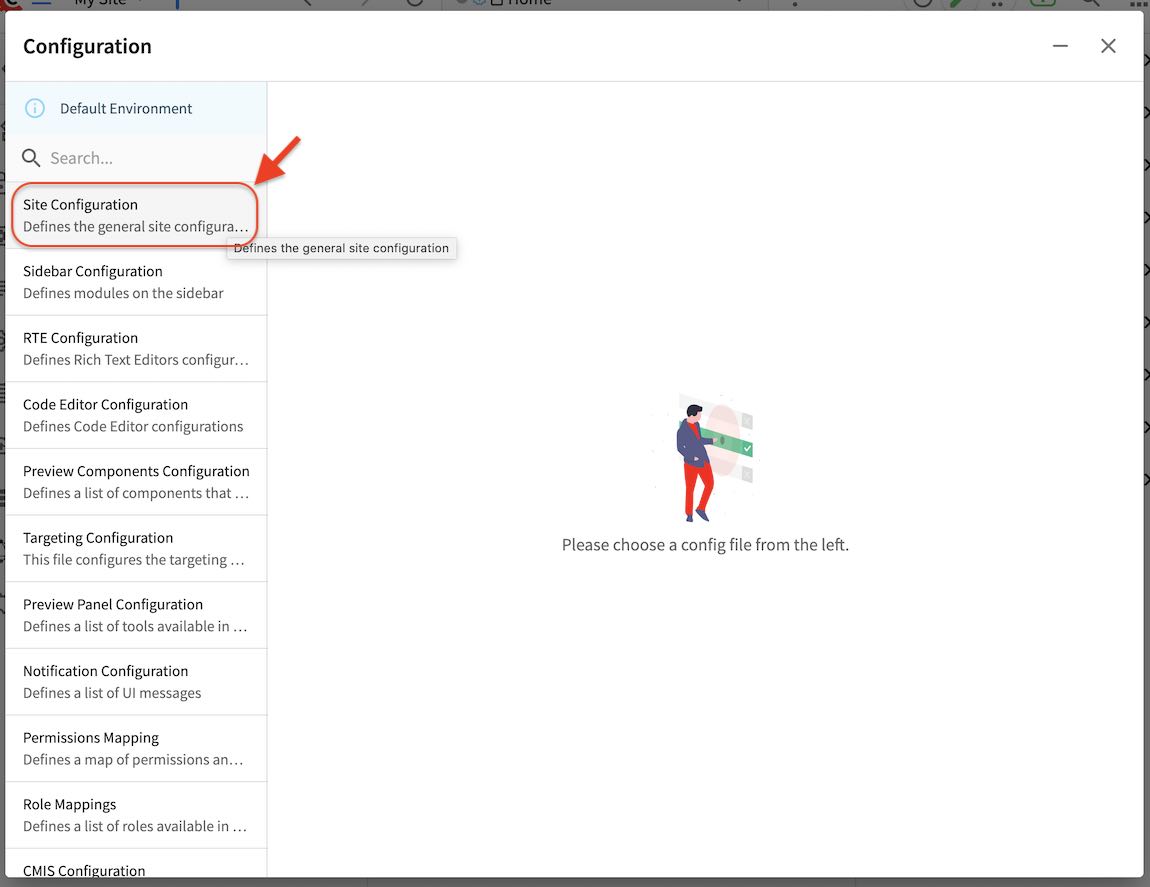 My Site
Home
Configuration
Default Environment
Search...
Site Configuration
Defines the general site configura...
Defines the general site configuration
Sidebar Configuration
Defines modules on the sidebar
RTE Configuration
Defines Rich Text Editors configur...
Code Editor Configuration
Defines Code Editor configurations
Preview Components Configuration
Defines a list of components that ...
Please choose a config file from the left.
Targeting Configuration
This file configures the targeting ...
Preview Panel Configuration
Defines a list of tools available in ...
Notification Configuration
Defines a list of UI messages
Permissions Mapping
Defines a map of permissions an...
Role Mappings
Defines a list of roles available in ...
CMIS Configuration